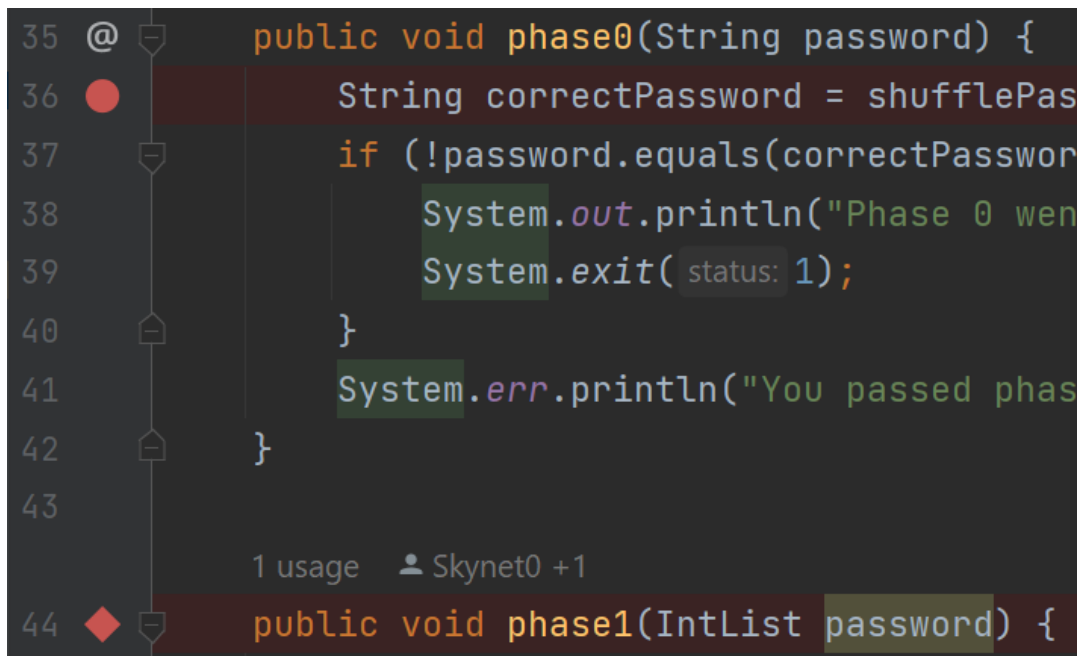 35 @ public void phase0(String password) {
36 String correctPassword = shufflePas
37 if (!password.equals(correctPasswor
38 System.out.println("Phase 0 wen
39 System.exit( status: 1);
40 }
41 System.err.println("You passed phas
42 }
43
1 usage Skynet0 +1
44 public void phase1(IntList password) {